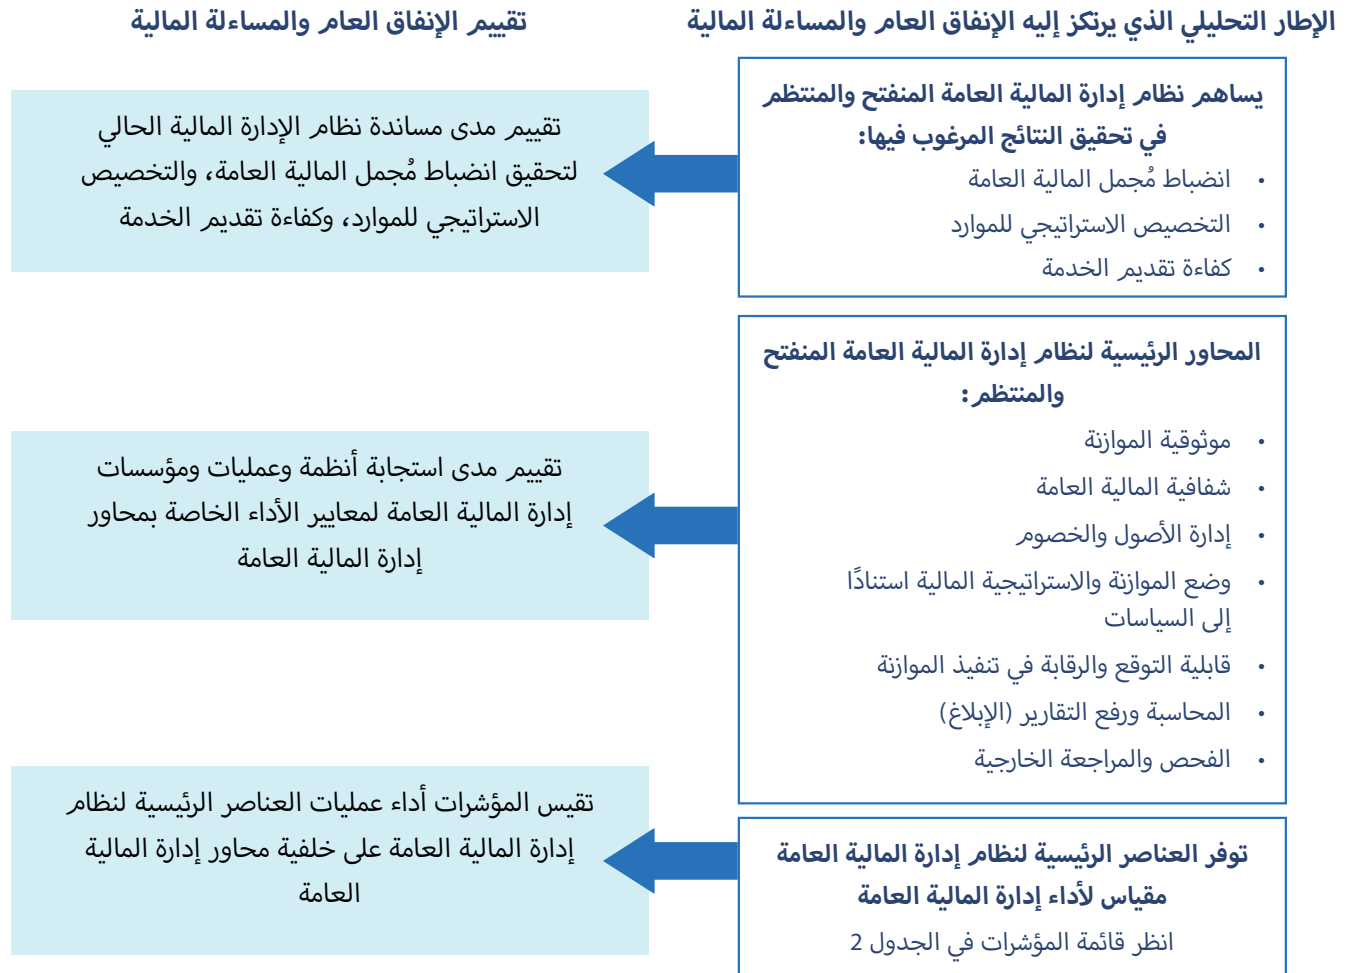 الإطار التحليلي الذي يرتكز إليه الإنفاق العام والمساءلة المالية
تقييم الإنفاق العام والمساءلة المالية
يساهم نظام إدارة المالية العامة المنفتح والمنتظم
في تحقيق النتائج المرغوب فيها:
• انضباط مُجمل المالية العامة
• التخصيص الاستراتيجي للموارد
• كفاءة تقديم الخدمة
تقييم مدى مساندة نظام الإدارة المالية الحالي
لتحقيق انضباط مُجمل المالية العامة، والتخصيص
الاستراتيجي للموارد، وكفاءة تقديم الخدمة
المحاور الرئيسية لنظام إدارة المالية العامة المنفتح
والمنتظم:
• موثوقية الموازنة
• شفافية المالية العامة
• إدارة الأصول والخصوم
• وضع الموازنة والاستراتيجية المالية استنادًا
إلى السياسات
• قابلية التوقع والرقابة في تنفيذ الموازنة
• المحاسبة ورفع التقارير (الإبلاغ)
• الفحص والمراجعة الخارجية
تقييم مدى استجابة أنظمة وعمليات ومؤسسات
إدارة المالية العامة لمعايير الأداء الخاصة بمحاور
إدارة المالية العامة
توفر العناصر الرئيسية لنظام إدارة المالية العامة
مقياس لأداء إدارة المالية العامة
انظر قائمة المؤشرات في الجدول 2
تقيس المؤشرات أداء عمليات العناصر الرئيسية لنظام
إدارة المالية العامة على خلفية محاور إدارة المالية
العامة